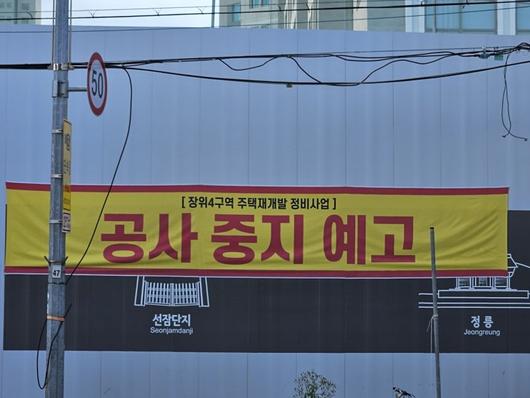 50
[ 장위4구역 주택재개발 정비사업 ]
공사 중지 예고
47
선잠단지
Seonjamdanji
정릉
Jeongreung